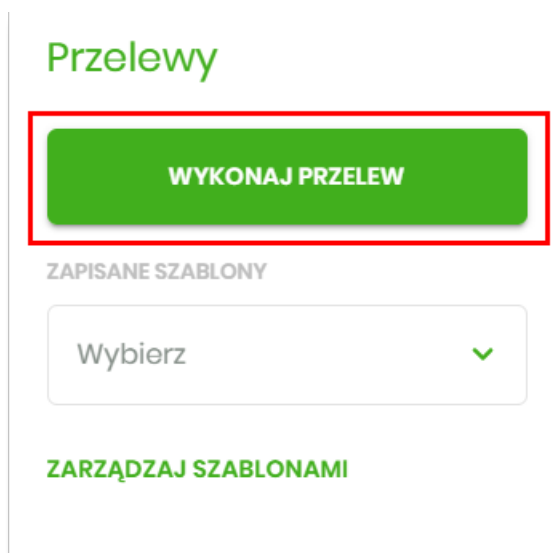 Przelewy
WYKONAJ PRZELEW
ZAPISANE SZABLONY
Wybierz
ZARZĄDZAJ SZABLONAMI